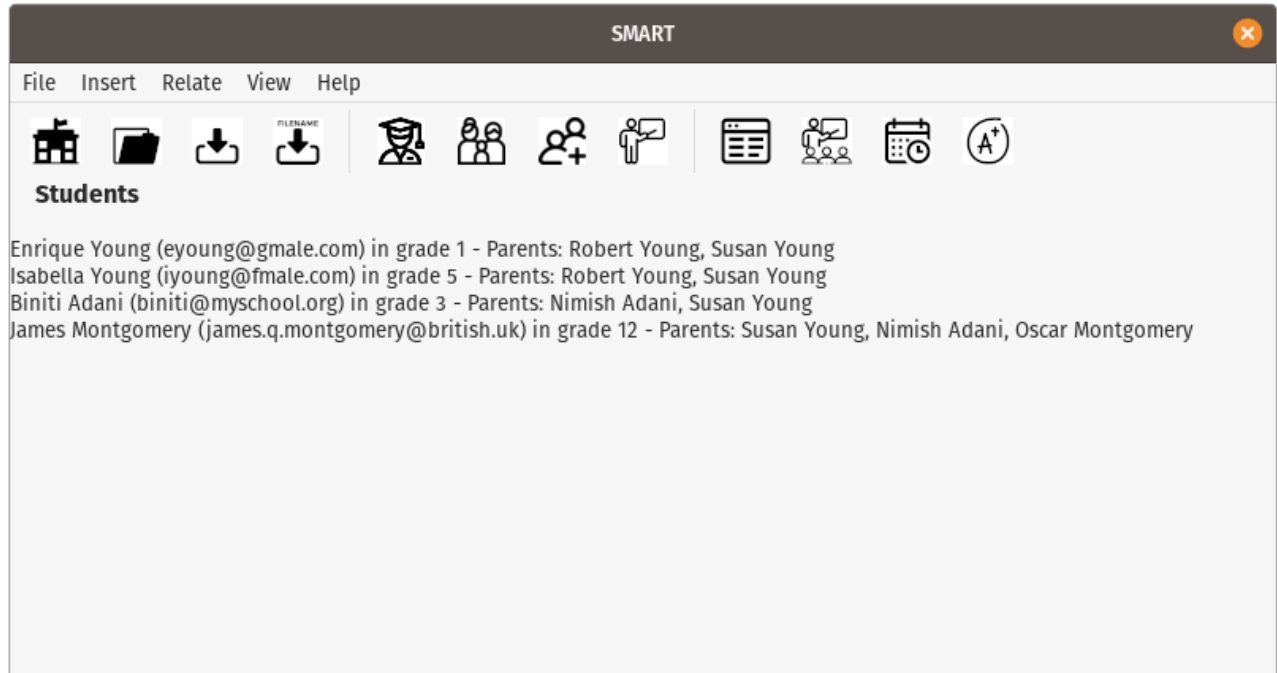 SMART
File Insert Relate View Help
FILENAME
A+
Students
Enrique Young (eyoung@gmale.com) in grade 1 - Parents: Robert Young, Susan Young
Isabella Young (iyoung@fmale.com) in grade 5 - Parents: Robert Young, Susan Young
Biniti Adani (biniti@myschool.org) in grade 3 - Parents: Nimish Adani, Susan Young
James Montgomery (james.q.montgomery@british.uk) in grade 12 - Parents: Susan Young, Nimish Adani, Oscar Montgomery